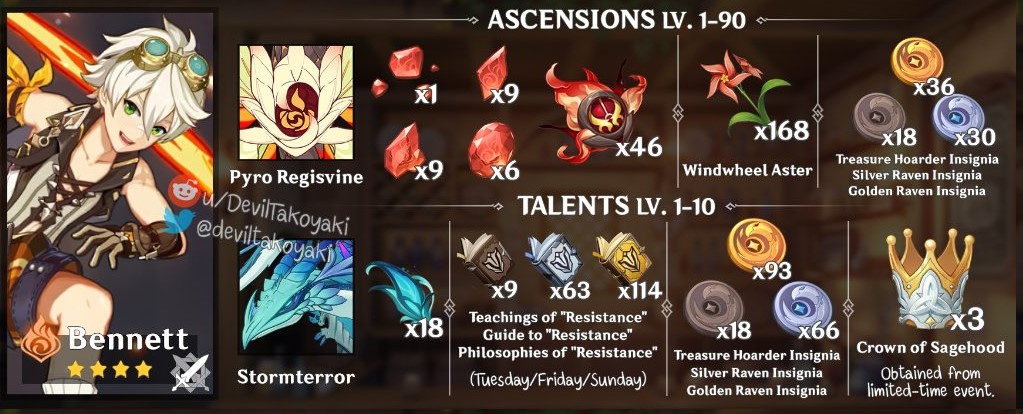 ASCENSIONS LV. 1-90
x1
x9
x9
x6
x46
x168
x36
x18
x30
Pyro Regisvine
Windwheel Aster
Treasure Hoarder Insignia
Silver Raven Insignia
Golden Raven Insignia
u/DevilTakoyaki
@deviltakoyaki
TALENTS LV. 1-10
x18
x9
x63
x114
x93
x18
x66
x3
Teachings of "Resistance"
Guide to "Resistance"
Philosophies of "Resistance"
(Tuesday/Friday/Sunday)
Treasure Hoarder Insignia
Silver Raven Insignia
Golden Raven Insignia
Crown of Sagehood
Obtained from
limited-time event.
Bennett
Stormterror